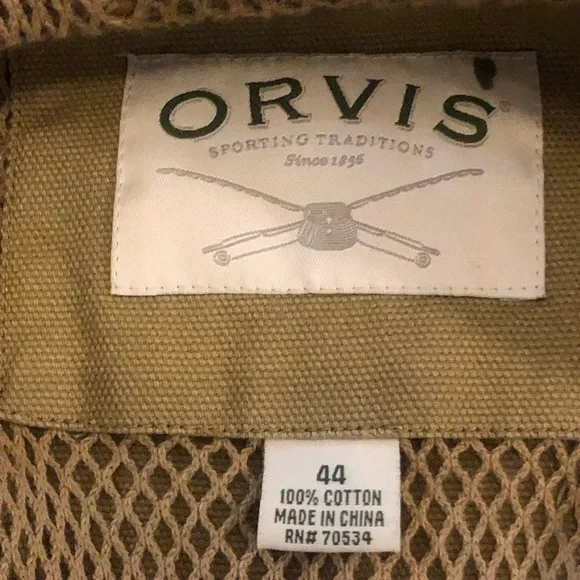 ORVIS®
SPORTING TRADITIONS
Since 1856
44
100% COTTON
MADE IN CHINA
RN# 70534